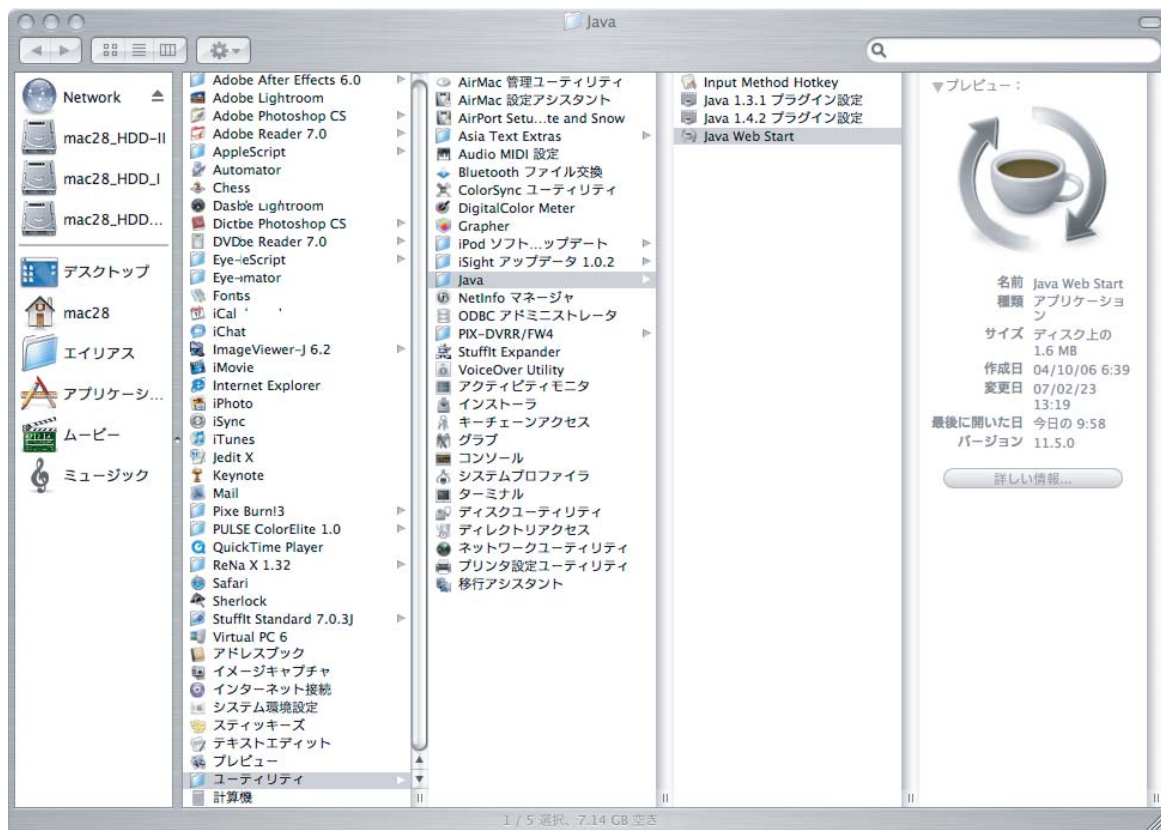 Java
Network
mac28_HDD-II
mac28_HDD_I
mac28_HDD...
デスクトップ
mac28
エイリアス
アプリケーシ...
ムービー
ミュージック
Adobe After Effects 6.0
Adobe Lightroom
Adobe Photoshop CS
Adobe Reader 7.0
AppleScript
Automator
Chess
Dasbe Lightroom
Dictbe Photoshop CS
DVDbe Reader 7.0
Eye-leScript
Eye-mator
Fonts
iCal
iChat
ImageViewer-J 6.2
iMovie
Internet Explorer
iPhoto
iSync
iTunes
Jedit X
Keynote
Mail
Pixe Burn!3
PULSE ColorElite 1.0
QuickTime Player
ReNa X 1.32
Safari
Sherlock
StuffIt Standard 7.0.3J
Virtual PC 6
アドレスブック
イメージキャプチャ
インターネット接続
システム環境設定
スティッキーズ
テキストエディット
プレビュー
ユーティリティ
計算機
AirMac 管理ユーティリティ
AirMac 設定アシスタント
AirPort Setu...te and Snow
Asia Text Extras
Audio MIDI 設定
Bluetooth ファイル交換
ColorSync ユーティリティ
DigitalColor Meter
Grapher
iPod ソフト...ップデート
iSight アップデータ 1.0.2
Java
NetInfo マネージャ
ODBC アドミニストレータ
PIX-DVRR/FW4
StuffIt Expander
VoiceOver Utility
アクティビティモニタ
インストーラ
キーチェーンアクセス
グラブ
コンソール
システムプロファイラ
ターミナル
ディスクユーティリティ
ディレクトリアクセス
ネットワークユーティリティ
プリンタ設定ユーティリティ
移行アシスタント
Input Method Hotkey
Java 1.3.1 プラグイン設定
Java 1.4.2 プラグイン設定
Java Web Start
プレビュー：
名前 Java Web Start
種類 アプリケーショ
ン
サイズ ディスク上の
1.6 MB
作成日 04/10/06 6:39
変更日 07/02/23
13:19
最後に開いた日 今日の 9:58
バージョン 11.5.0
詳しい情報...
1 / 5 選択、7.14 GB 空き